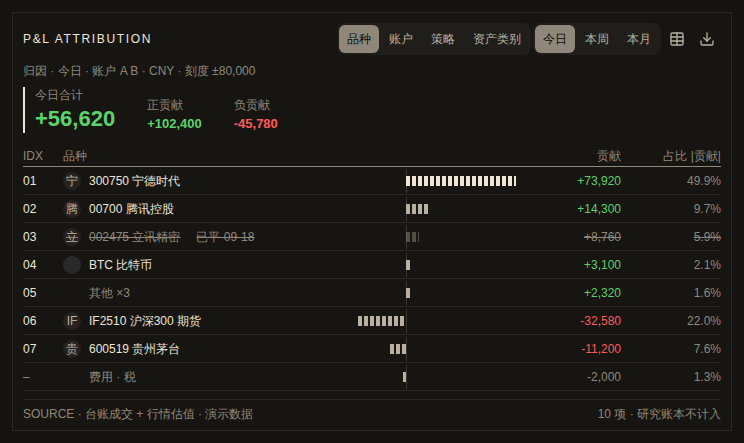 P&L ATTRIBUTION 品种 账户 策略 资产类别 今日 本周 本月
归因 · 今日 · 账户 A B · CNY · 刻度 ±80,000
今日合计 正贡献 负贡献
+56,620 +102,400 -45,780
IDX 品种 贡献 占比 |贡献|
01 宁 300750 宁德时代 +73,920 49.9%
02 腾 00700 腾讯控股 +14,300 9.7%
03 立 002475 立讯精密 已平 09-18 +8,760 5.9%
04 BTC 比特币 +3,100 2.1%
05 其他 ×3 +2,320 1.6%
06 IF IF2510 沪深300 期货 -32,580 22.0%
07 贵 600519 贵州茅台 -11,200 7.6%
– 费用 · 税 -2,000 1.3%
SOURCE · 台账成交 + 行情估值 · 演示数据 10 项 · 研究账本不计入